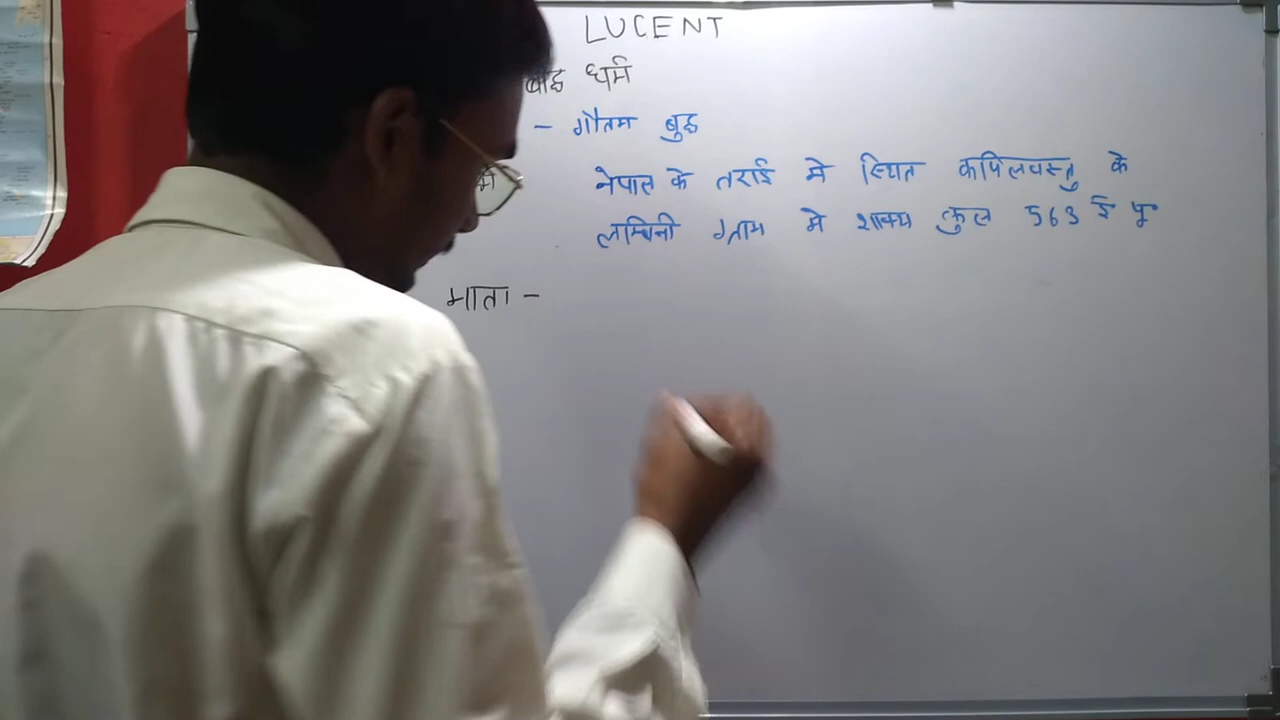 LUCENT
बौद्ध धर्म
- गौतम बुद्ध
नेपाल के तराई मे स्थित कपिलवस्तु के
लुम्बिनी ग्राम मे शाक्य कुल 563 ई पू
माता -